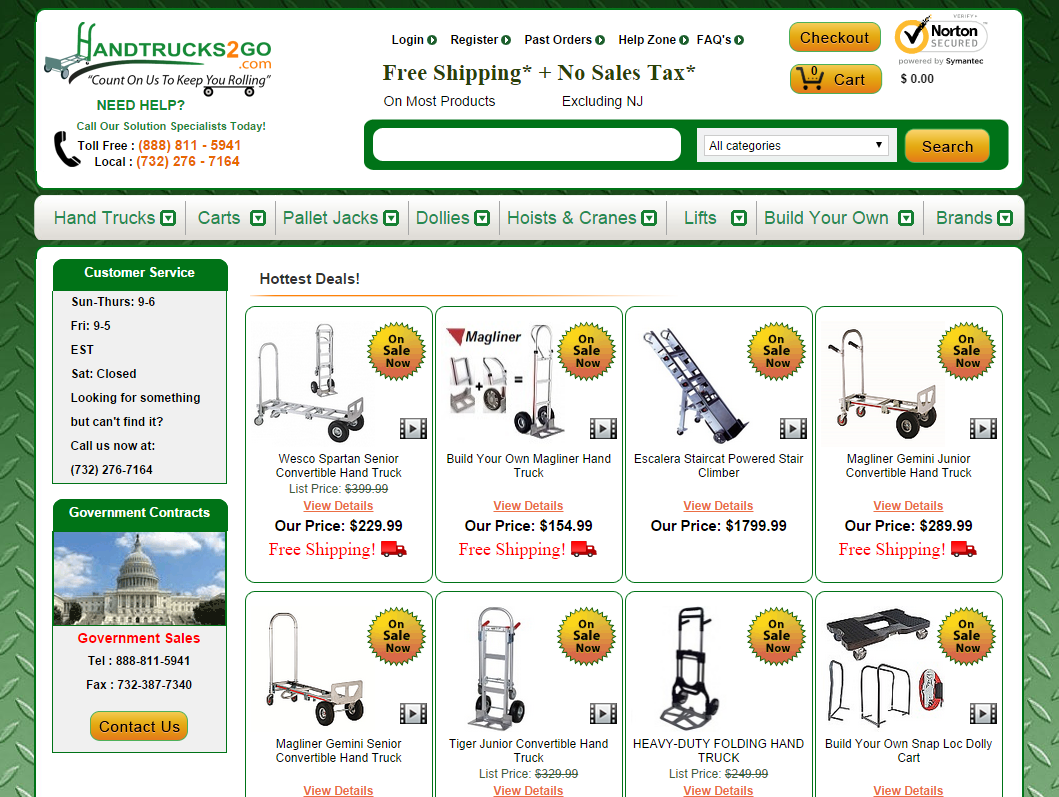 HANDTRUCKS2GO
.com
"Count On Us To Keep You Rolling"
NEED HELP?
Call Our Solution Specialists Today!
Toll Free : (888) 811 - 5941
Local : (732) 276 - 7164
Login Register Past Orders Help Zone FAQ's
Free Shipping* + No Sales Tax*
On Most Products Excluding NJ
Checkout
0 Cart
$ 0.00
VERIFY
Norton
SECURED
powered by Symantec
All categories
Search
Hand Trucks Carts Pallet Jacks Dollies Hoists & Cranes Lifts Build Your Own Brands
Customer Service
Sun-Thurs: 9-6
Fri: 9-5
EST
Sat: Closed
Looking for something
but can't find it?
Call us now at:
(732) 276-7164
Government Contracts
Government Sales
Tel : 888-811-5941
Fax : 732-387-7340
Contact Us
Hottest Deals!
On
Sale
Now
Wesco Spartan Senior
Convertible Hand Truck
List Price: $399.99
View Details
Our Price: $229.99
Free Shipping!
Magliner
+ =
On
Sale
Now
Build Your Own Magliner Hand
Truck
View Details
Our Price: $154.99
Free Shipping!
On
Sale
Now
Escalera Staircat Powered Stair
Climber
View Details
Our Price: $1799.99
On
Sale
Now
Magliner Gemini Junior
Convertible Hand Truck
View Details
Our Price: $289.99
Free Shipping!
On
Sale
Now
Magliner Gemini Senior
Convertible Hand Truck
View Details
On
Sale
Now
Tiger Junior Convertible Hand
Truck
List Price: $329.99
View Details
On
Sale
Now
HEAVY-DUTY FOLDING HAND
TRUCK
List Price: $249.99
View Details
On
Sale
Now
Build Your Own Snap Loc Dolly
Cart
View Details